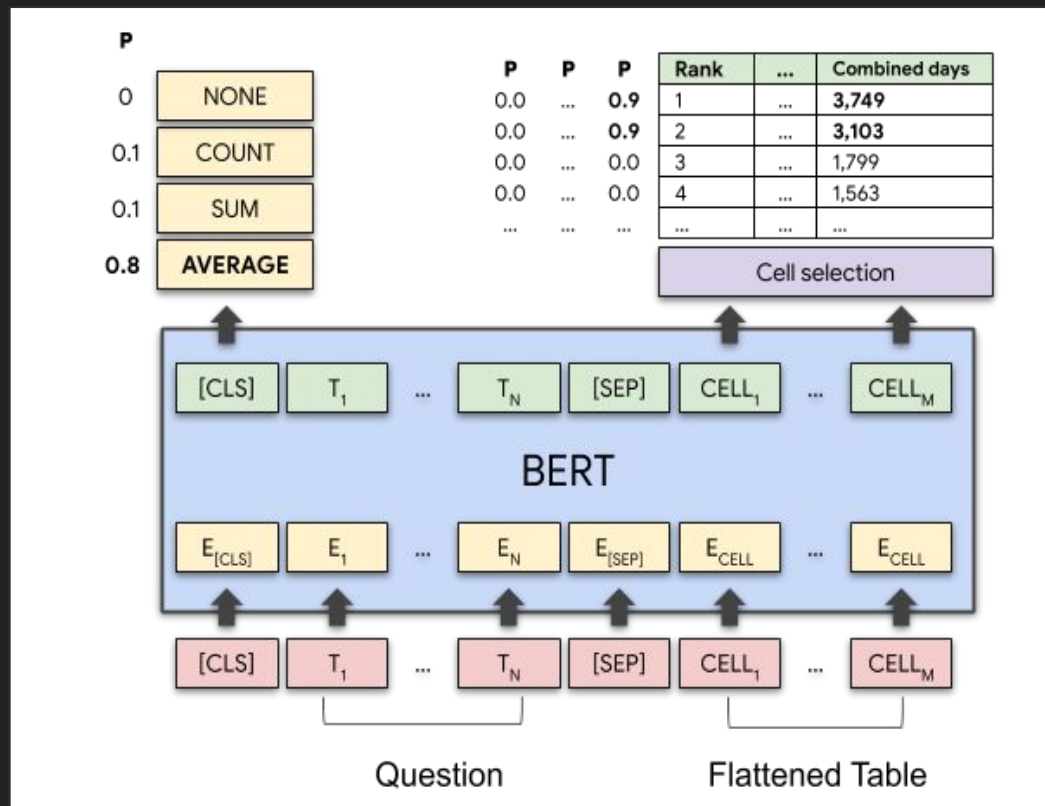 P
0 NONE
0.1 COUNT
0.1 SUM
0.8 AVERAGE
P P P Rank ... Combined days
0.0 ... 0.9 1 ... 3,749
0.0 ... 0.9 2 ... 3,103
0.0 ... 0.0 3 ... 1,799
0.0 ... 0.0 4 ... 1,563
... ... ... ... ... ...
Cell selection
[CLS] T1 ... TN [SEP] CELL1 ... CELLM
BERT
E[CLS] E1 ... EN E[SEP] ECELL ... ECELL
[CLS] T1 ... TN [SEP] CELL1 ... CELLM
Question Flattened Table